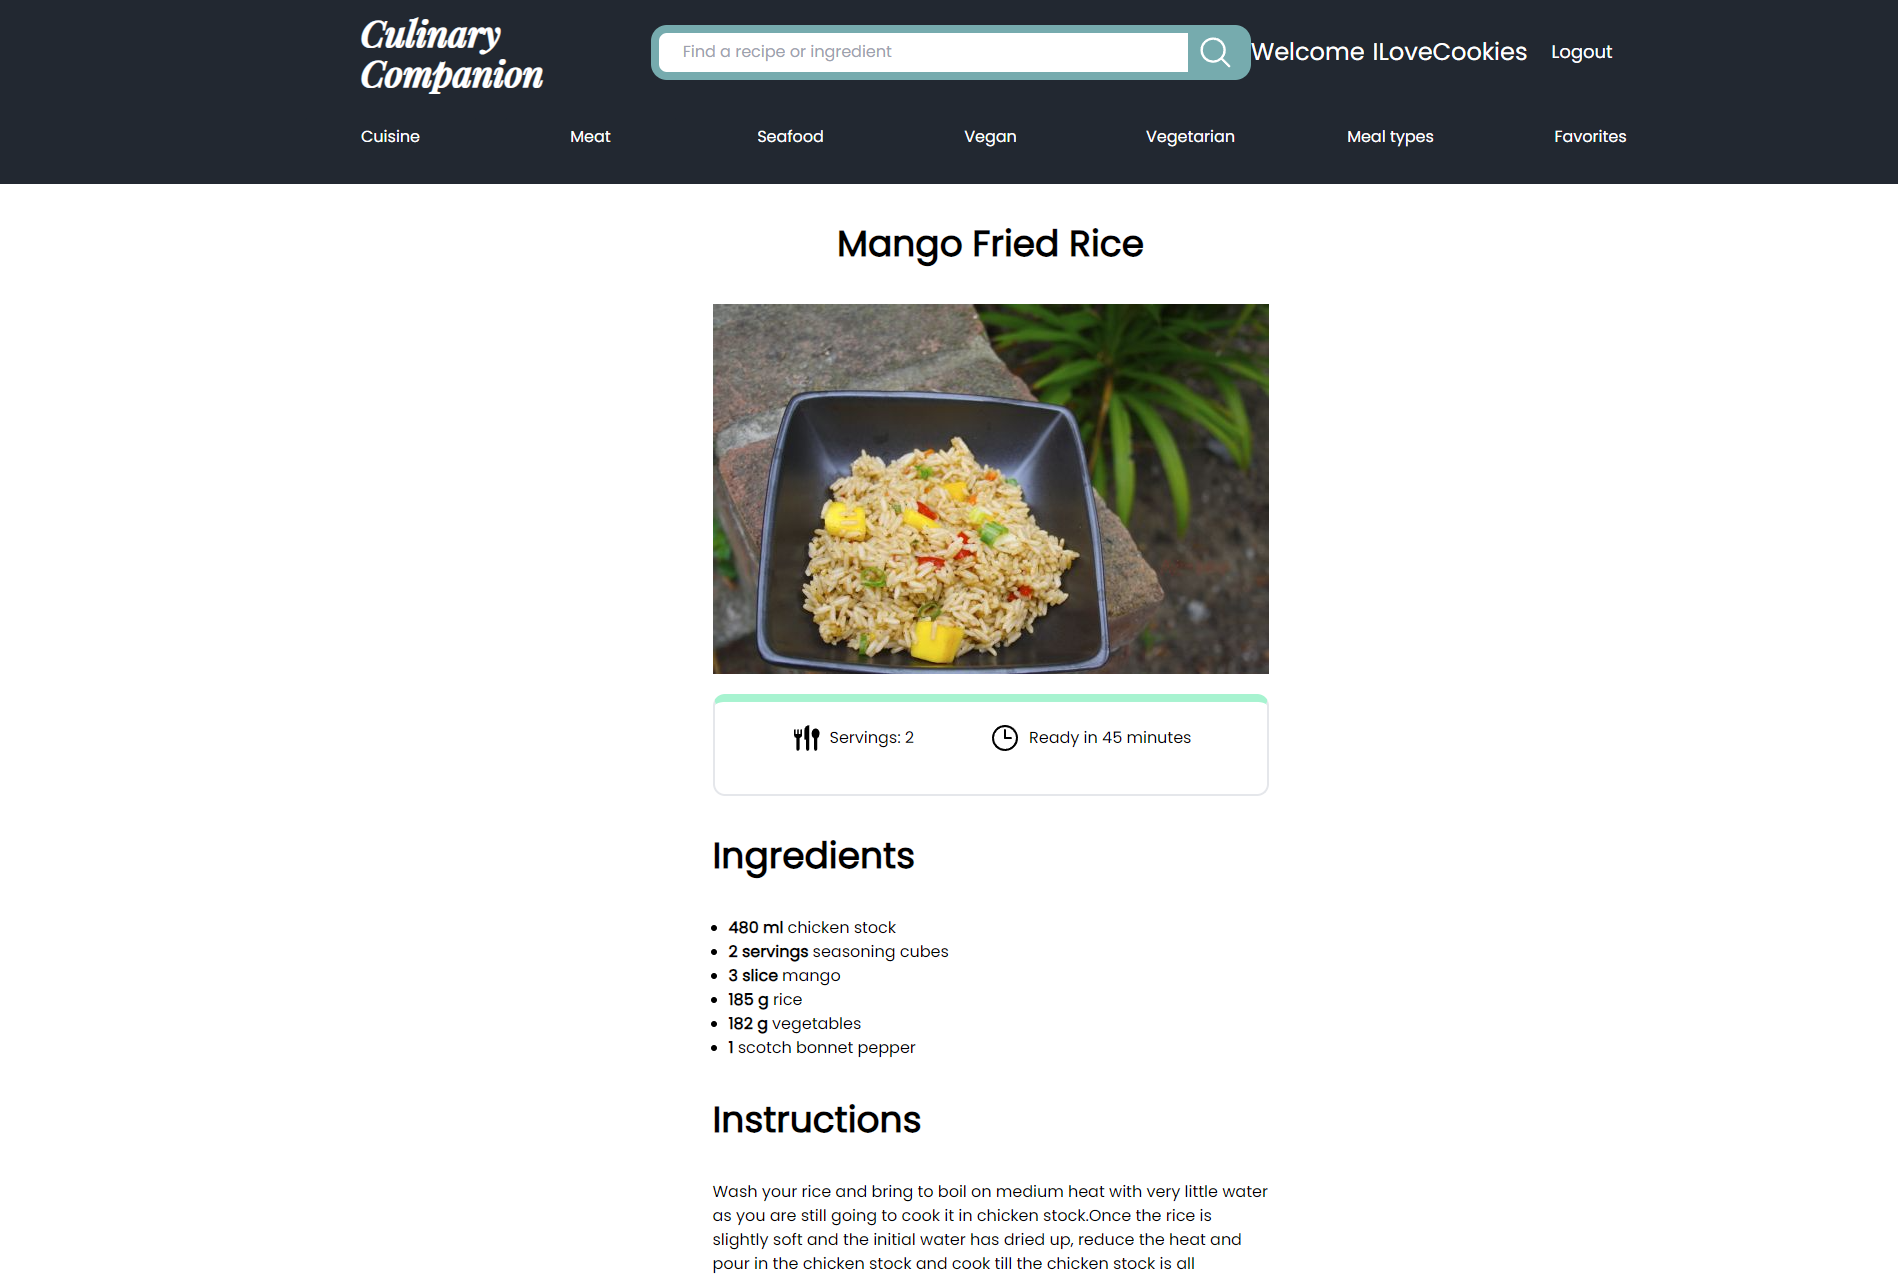 Culinary
Companion
Find a recipe or ingredient
Welcome ILoveCookies
Logout
Cuisine
Meat
Seafood
Vegan
Vegetarian
Meal types
Favorites
Mango Fried Rice
Servings: 2
Ready in 45 minutes
Ingredients
480 ml chicken stock
2 servings seasoning cubes
3 slice mango
185 g rice
182 g vegetables
1 scotch bonnet pepper
Instructions
Wash your rice and bring to boil on medium heat with very little water
as you are still going to cook it in chicken stock.Once the rice is
slightly soft and the initial water has dried up, reduce the heat and
pour in the chicken stock and cook till the chicken stock is all